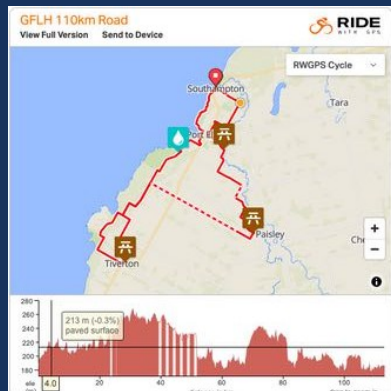 GFLH 110km Road
RIDE
WITH GPS
View Full Version Send to Device
RWGPS Cycle
Southampton
Tara
Port El
Paisley
Che
Tiverton
+
−
i
280
260
240
220
200
180
213 m (-0.3%)
paved surface
ele
4.0
20
40
60
80
100